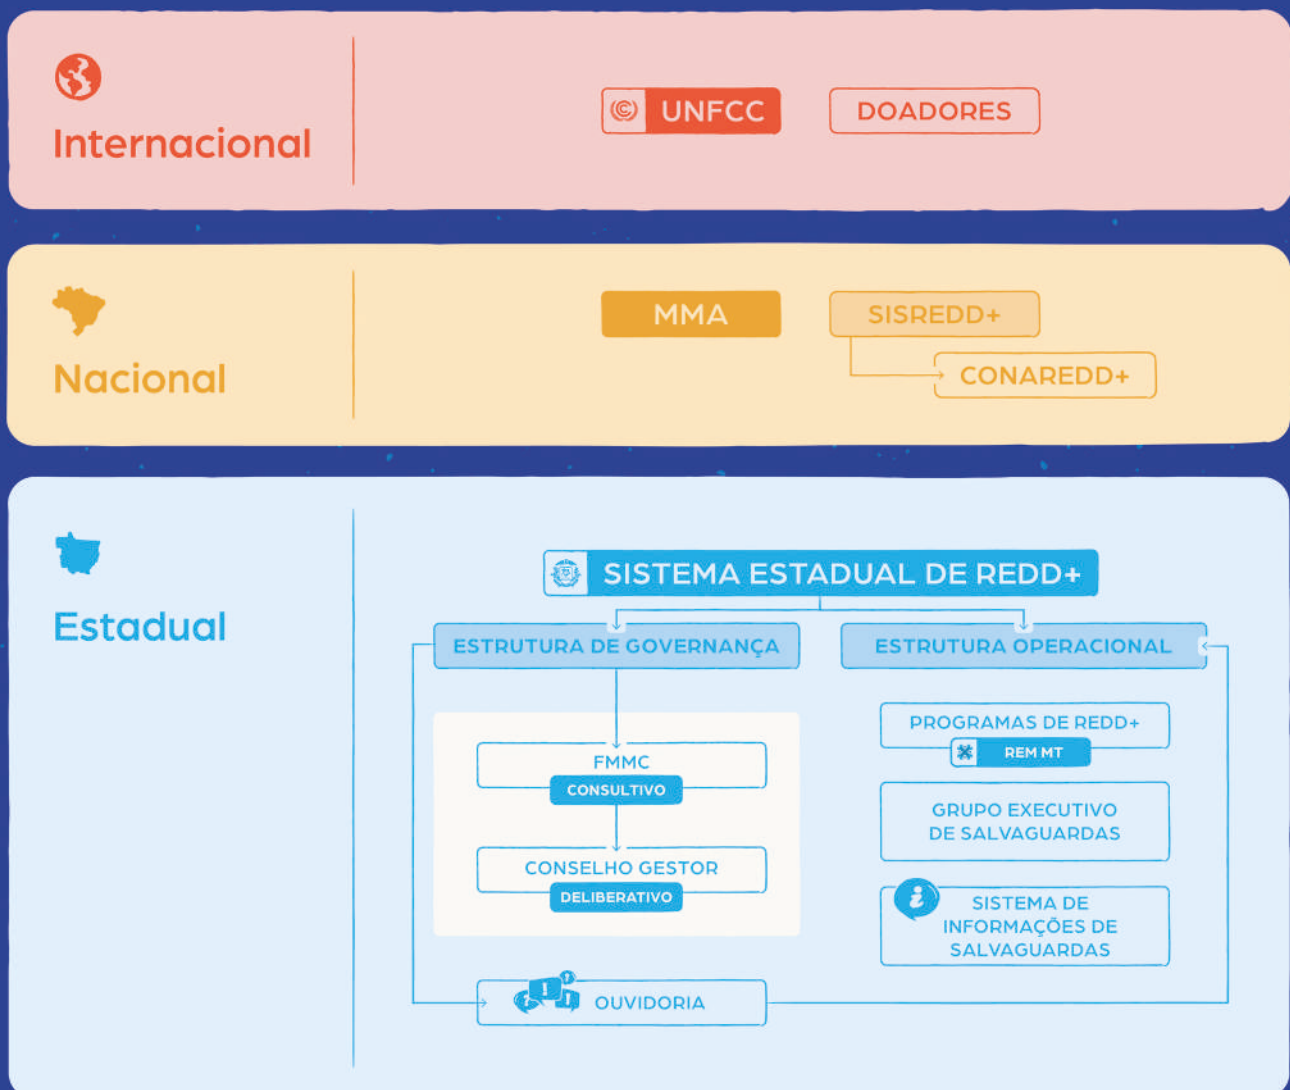 Internacional
UNFCC
DOADORES
Nacional
MMA
SISREDD+
CONAREDD+
Estadual
SISTEMA ESTADUAL DE REDD+
ESTRUTURA DE GOVERNANÇA
ESTRUTURA OPERACIONAL
FMMC
CONSULTIVO
CONSELHO GESTOR
DELIBERATIVO
PROGRAMAS DE REDD+
REM MT
GRUPO EXECUTIVO
DE SALVAGUARDAS
SISTEMA DE
INFORMAÇÕES DE
SALVAGUARDAS
OUVIDORIA